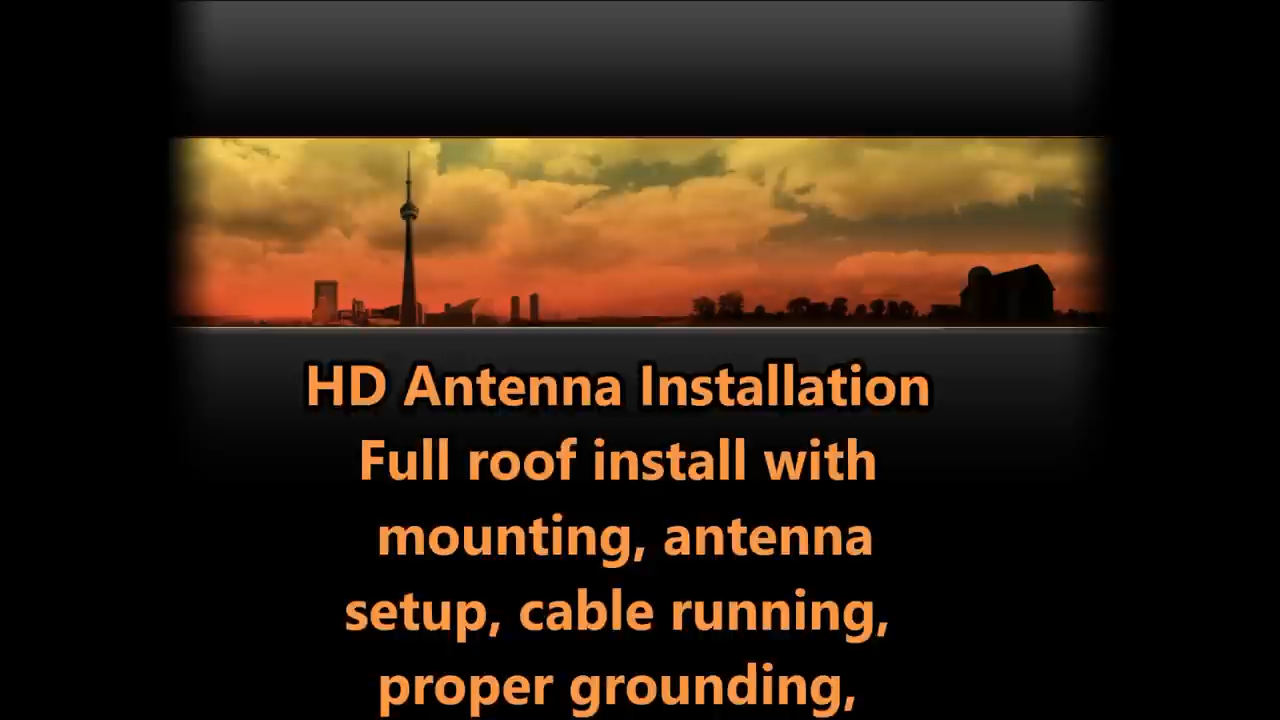 HD Antenna Installation
Full roof install with
mounting, antenna
setup, cable running,
proper grounding,